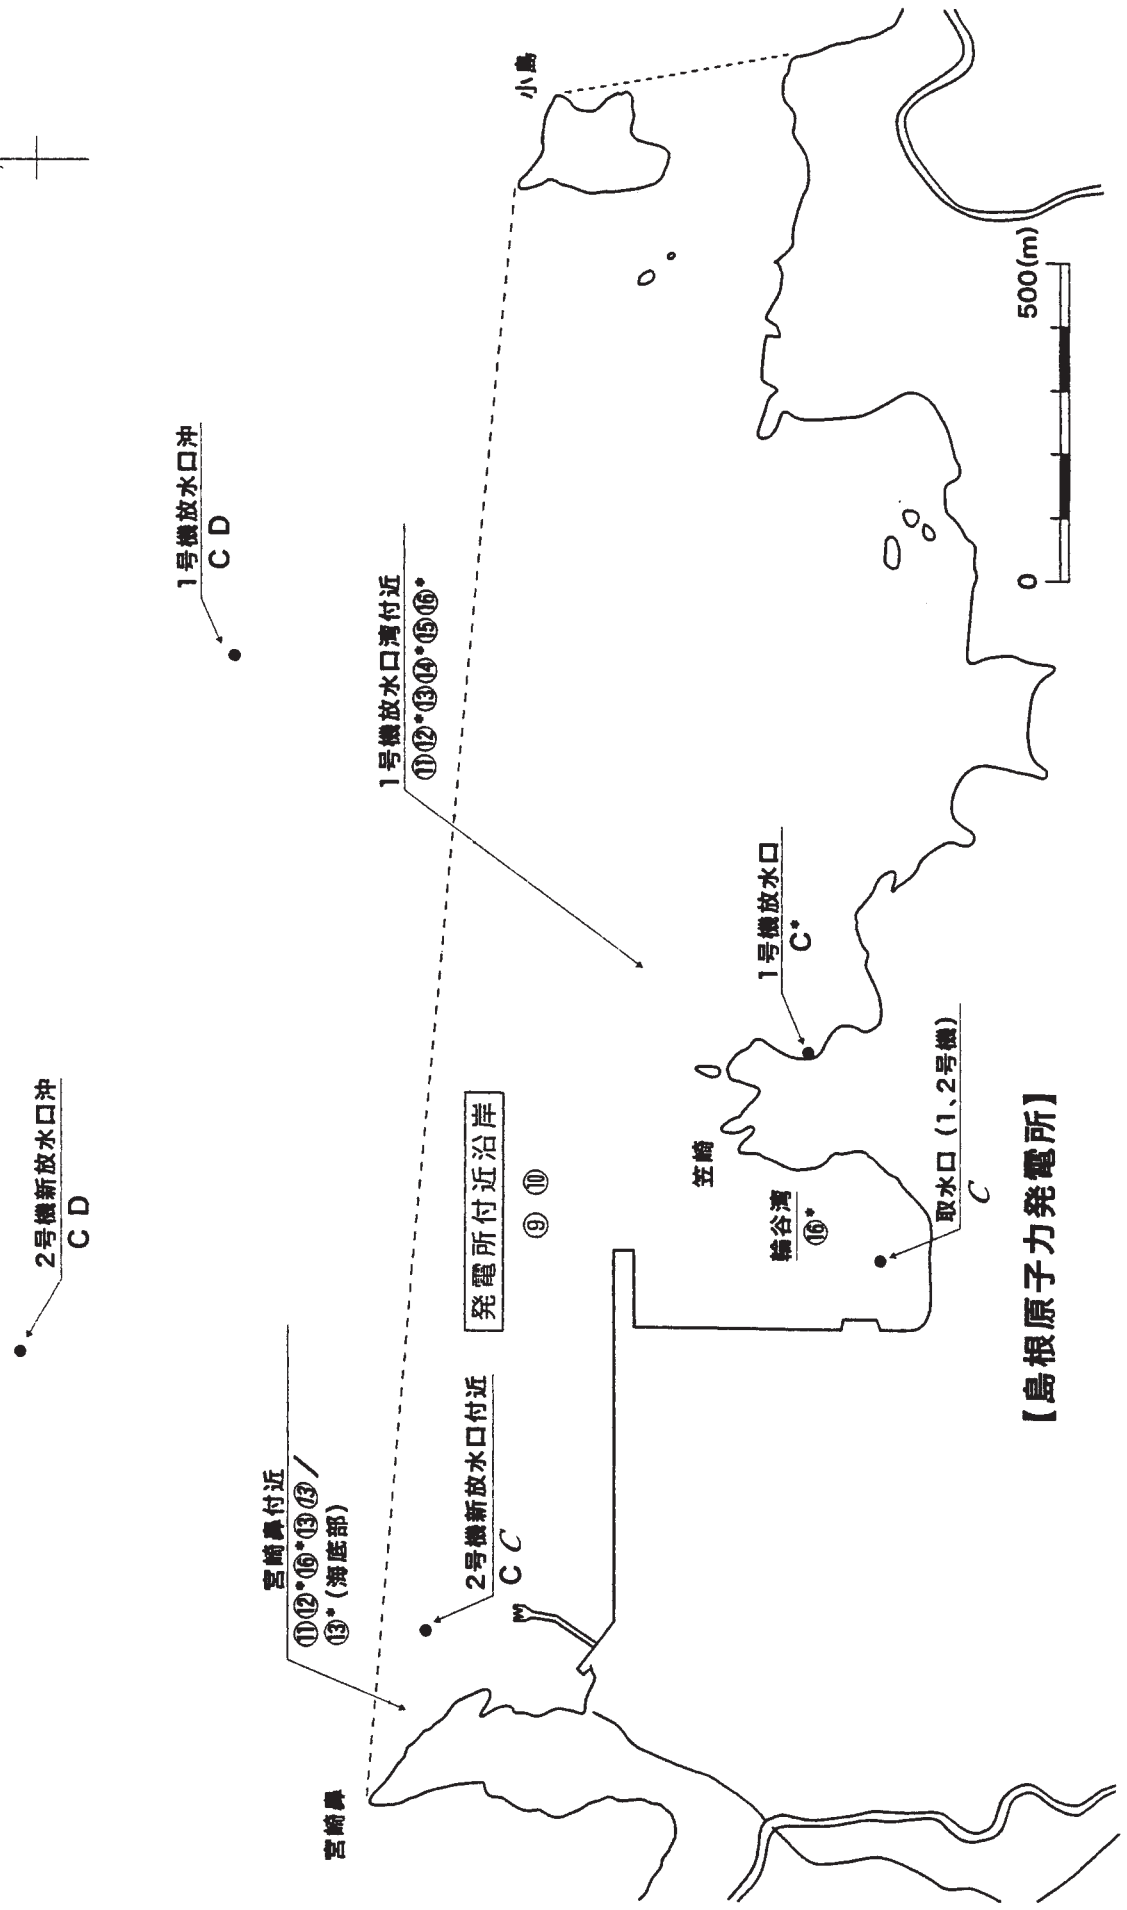 小島
1号機放水口沖
C D
1号機放水口湾付近
⑪⑫*⑬⑭*⑮⑯*
2号機新放水口沖
C D
発電所付近沿岸
⑨ ⑩
宮崎鼻付近
⑪⑫*⑯*⑬⑬/
⑬*(海底部)
宮崎鼻
2号機新放水口付近
C C
笠崎
輪谷湾
⑯*
1号機放水口
C*
取水口(1、2号機)
C
0
500(m)
【島根原子力発電所】